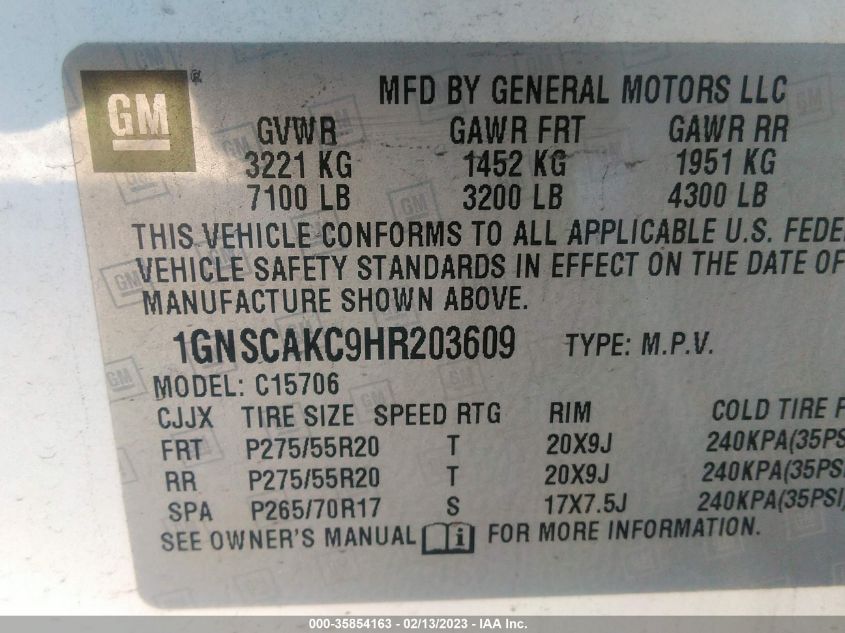 GM ®
MFD BY GENERAL MOTORS LLC
GVWR GAWR FRT GAWR RR
3221 KG 1452 KG 1951 KG
7100 LB 3200 LB 4300 LB
THIS VEHICLE CONFORMS TO ALL APPLICABLE U.S. FEDE
VEHICLE SAFETY STANDARDS IN EFFECT ON THE DATE OF
MANUFACTURE SHOWN ABOVE.
1GNSCAKC9HR203609 TYPE: M.P.V.
MODEL: C15706
CJJX TIRE SIZE SPEED RTG RIM COLD TIRE P
FRT P275/55R20 T 20X9J 240KPA(35PS
RR P275/55R20 T 20X9J 240KPA(35PSI
SPA P265/70R17 S 17X7.5J 240KPA(35PSI)
SEE OWNER'S MANUAL i FOR MORE INFORMATION.
000-35854163 - 02/13/2023 - IAA Inc.